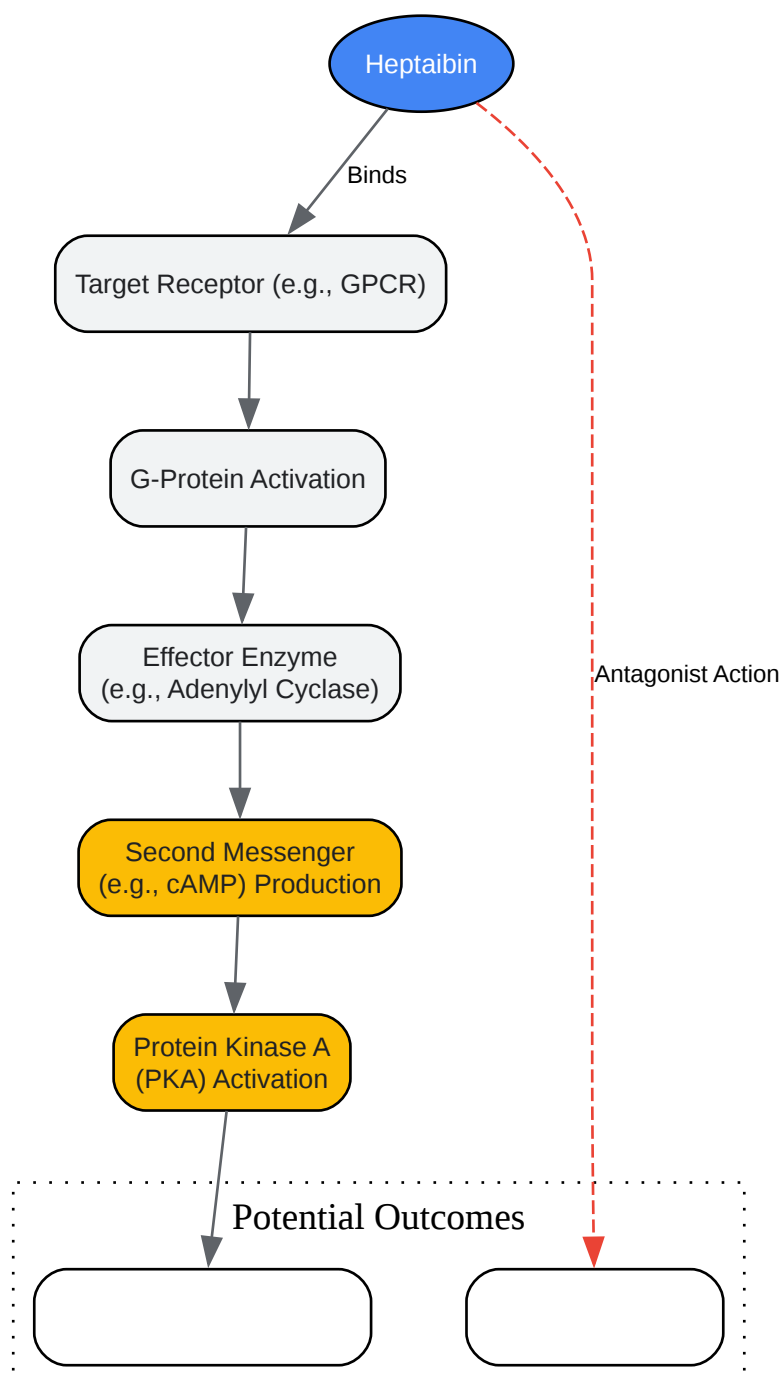 Heptaibin
Binds
Target Receptor (e.g., GPCR)
G-Protein Activation
Effector Enzyme
(e.g., Adenylyl Cyclase)
Antagonist Action
Second Messenger
(e.g., cAMP) Production
Protein Kinase A
(PKA) Activation
Potential Outcomes